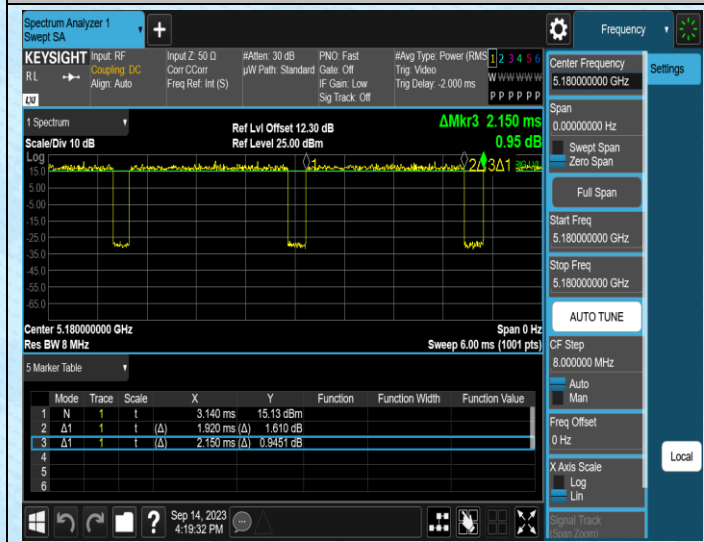 Spectrum Analyzer 1
Swept SA
Frequency
KEYSIGHT
R L
LXI
Input: RF
Coupling: DC
Align: Auto
Input Z: 50 Ω
Corr CCorr
Freq Ref: Int (S)
#Atten: 30 dB
µW Path: Standard
PNO: Fast
Gate: Off
IF Gain: Low
Sig Track: Off
#Avg Type: Power (RMS
Trig: Video
Trig Delay: -2.000 ms
1 2 3 4 5 6
W W W W W W
P P P P P P
Center Frequency
5.180000000 GHz
Settings
Span
0.00000000 Hz
Swept Span
Zero Span
Full Span
Start Freq
5.180000000 GHz
Stop Freq
5.180000000 GHz
AUTO TUNE
CF Step
8.000000 MHz
Auto
Man
Freq Offset
0 Hz
X Axis Scale
Log
Lin
Signal Track
(Span Zoom)
Local
1 Spectrum
Scale/Div 10 dB
Ref Lvl Offset 12.30 dB
Ref Level 25.00 dBm
ΔMkr3 2.150 ms
0.95 dB
Log
15.0
5.00
-5.00
-15.0
-25.0
-35.0
-45.0
-55.0
-65.0
1
2Δ
3Δ1
Center 5.180000000 GHz
Span 0 Hz
Res BW 8 MHz
Sweep 6.00 ms (1001 pts)
5 Marker Table
Mode Trace Scale X Y Function Function Width Function Value
1 N 1 t 3.140 ms 15.13 dBm
2 Δ1 1 t (Δ) 1.920 ms (Δ) 1.610 dB
3 Δ1 1 t (Δ) 2.150 ms (Δ) 0.9451 dB
4
5
6
?
Sep 14, 2023
4:19:32 PM